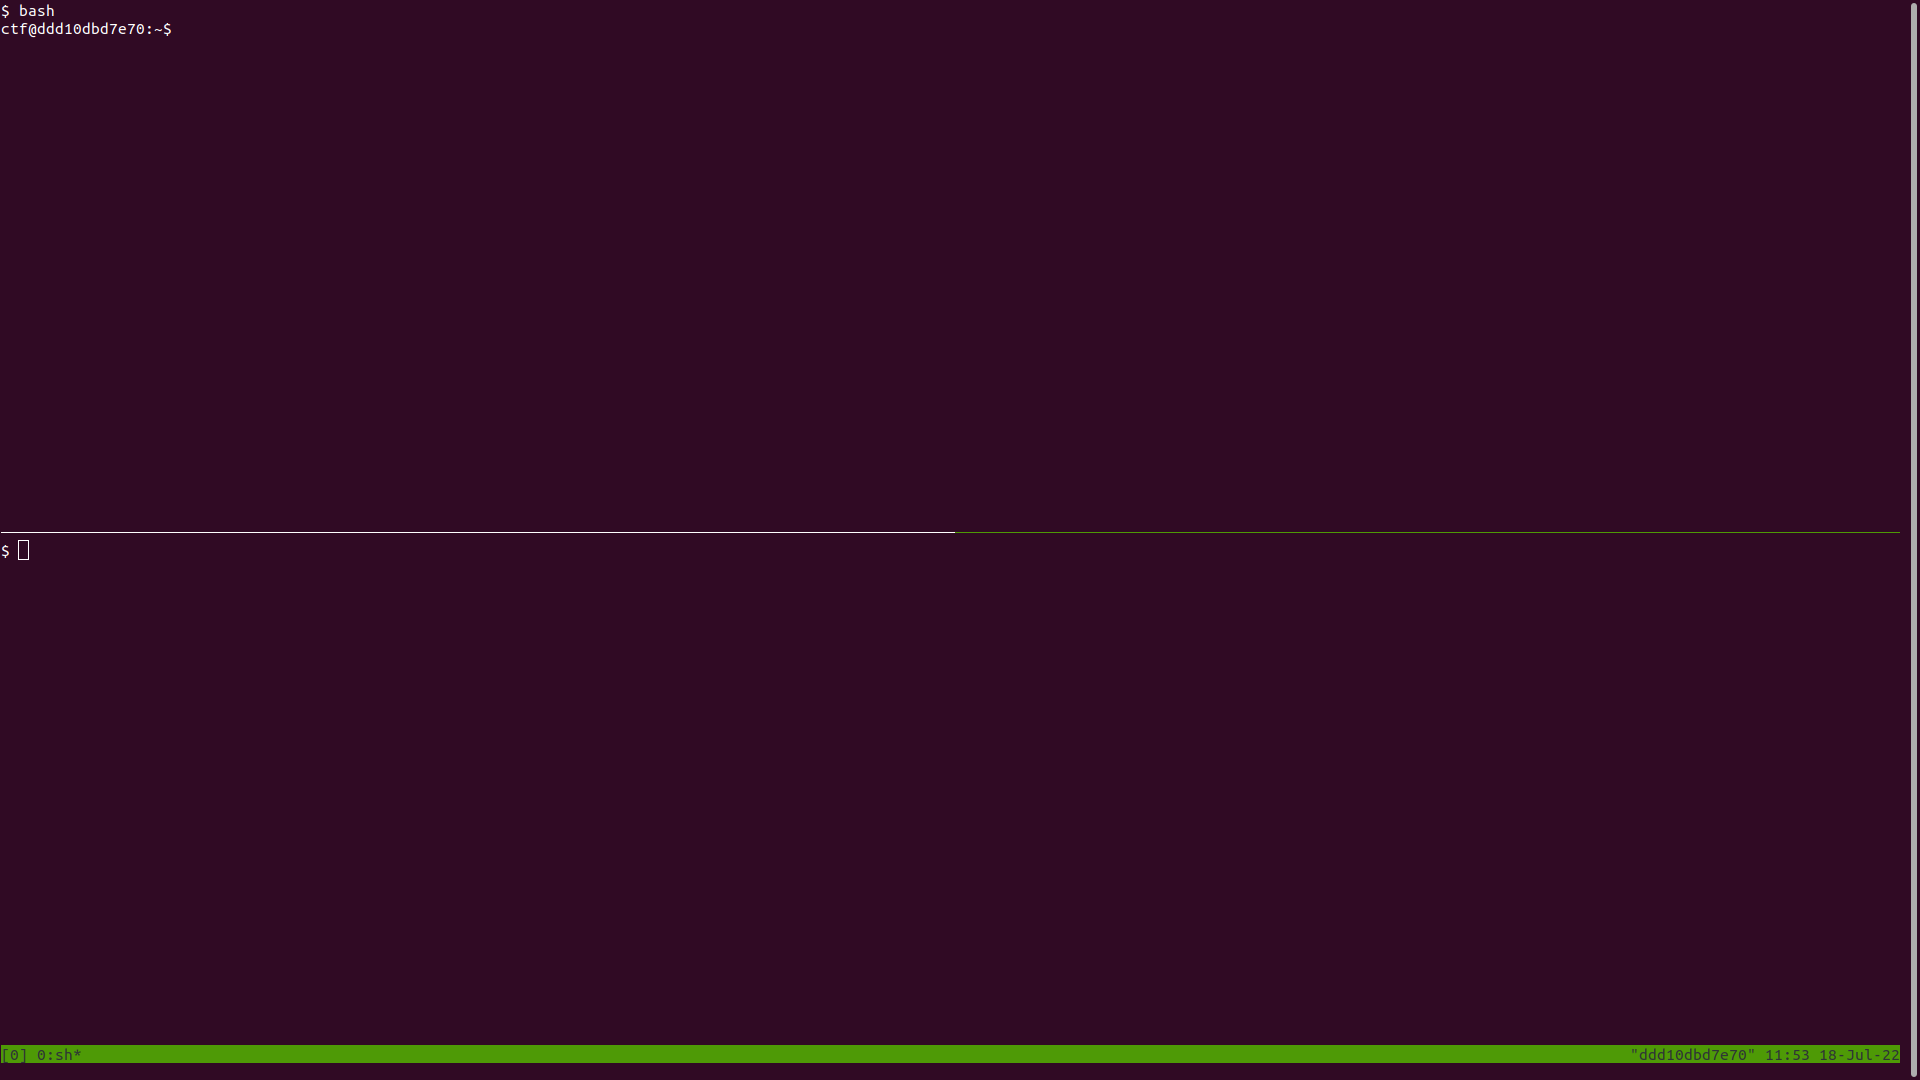 $ bash
ctf@ddd10dbd7e70:~$
$
[0] 0:sh* "ddd10dbd7e70" 11:53 18-Jul-22